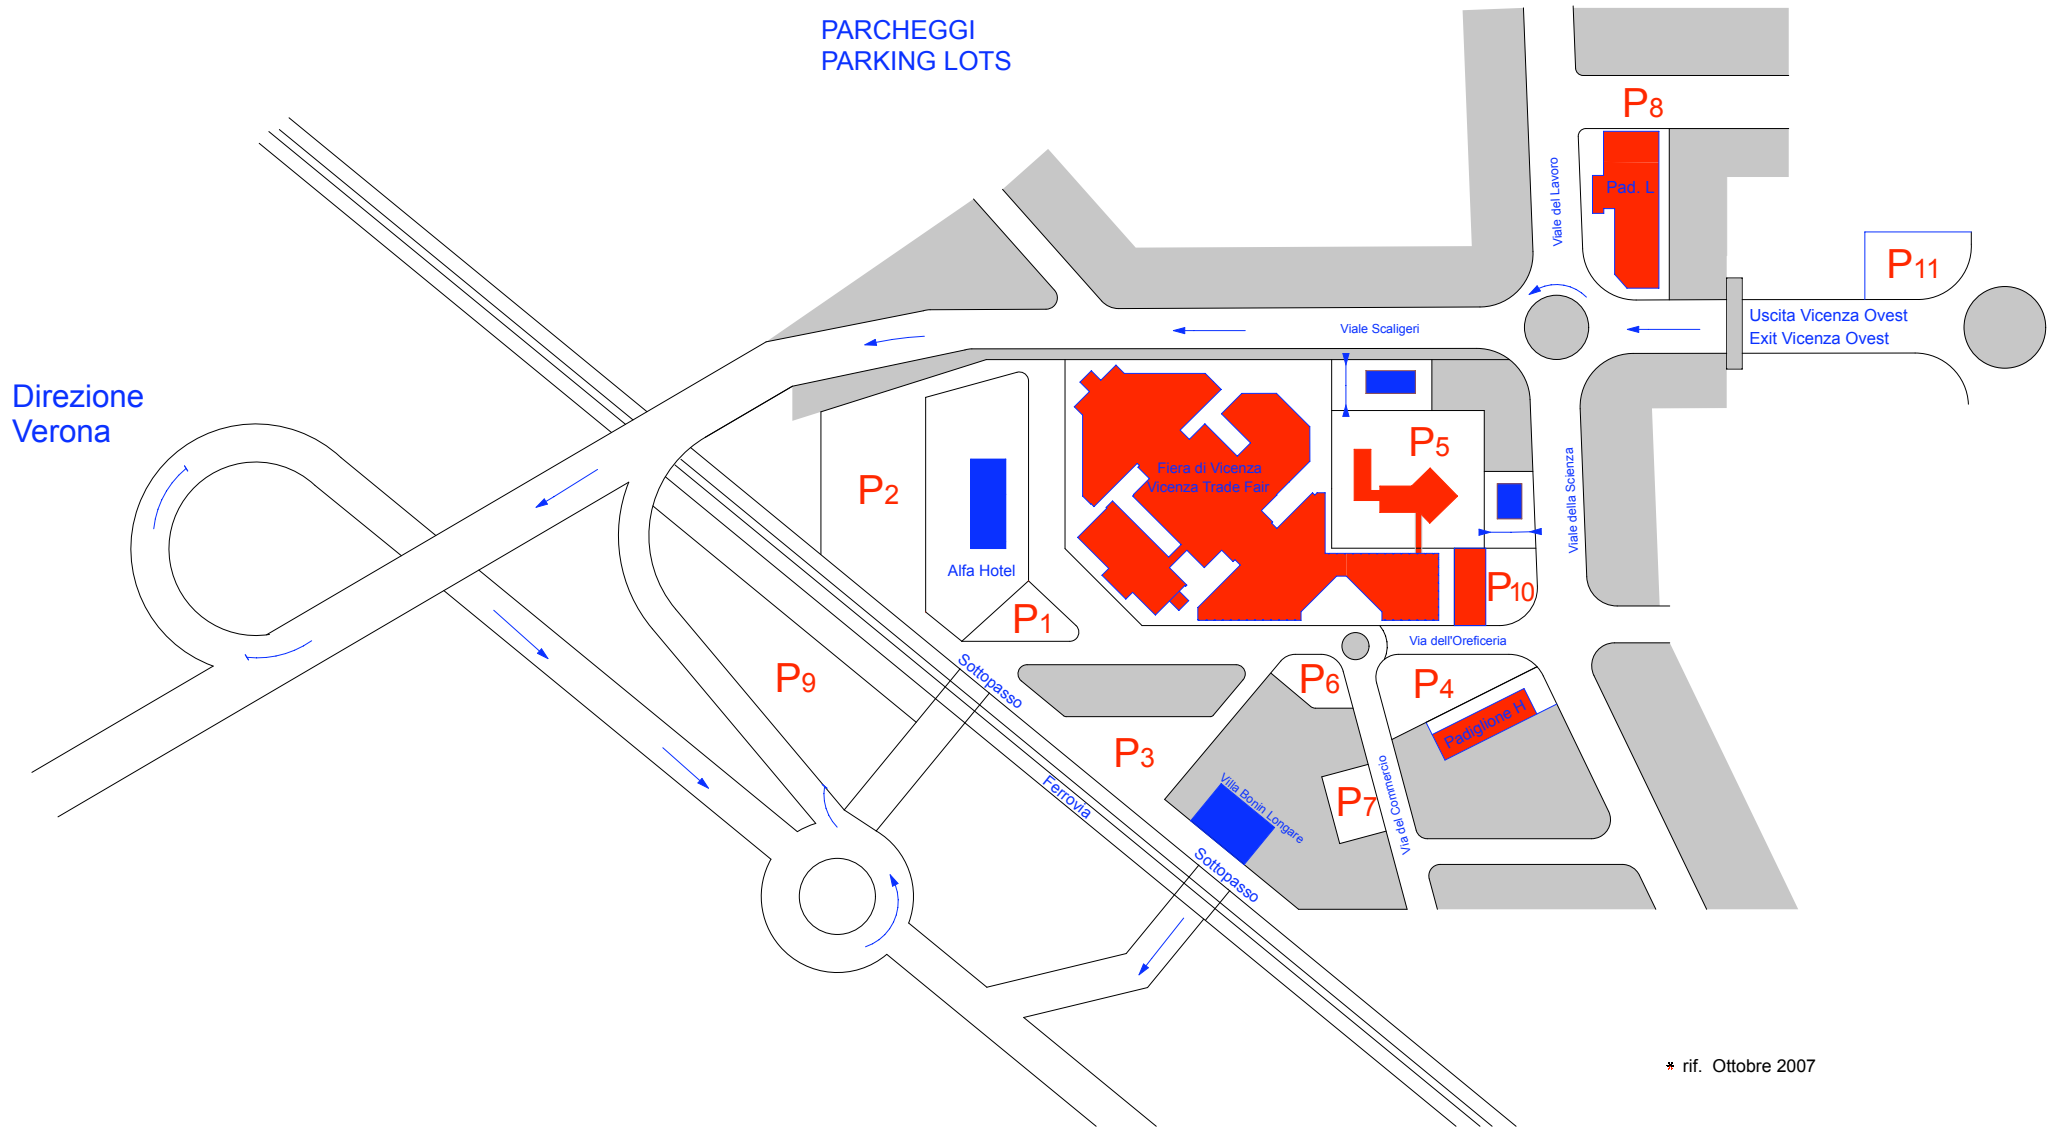 PARCHEGGI
PARKING LOTS
P8
Viale del Lavoro
Pad. L
P11
Uscita Vicenza Ovest
Exit Vicenza Ovest
Viale Scaligeri
Direzione
Verona
P5
Fiera di Vicenza
Vicenza Trade Fair
P2
Viale della Scienza
Alfa Hotel
P10
P1
Via dell'Oreficeria
Sottopasso
P9
P6
P4
Padiglione H
P3
Ferrovia
Villa Bonin Longare
P7
Via del Commercio
Sottopasso
* rif. Ottobre 2007